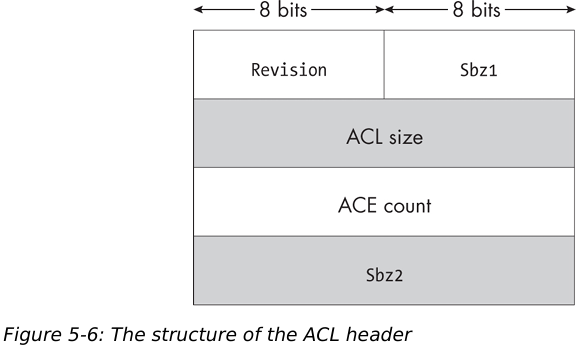 8 bits 8 bits
Revision Sbz1
ACL size
ACE count
Sbz2
Figure 5-6: The structure of the ACL header